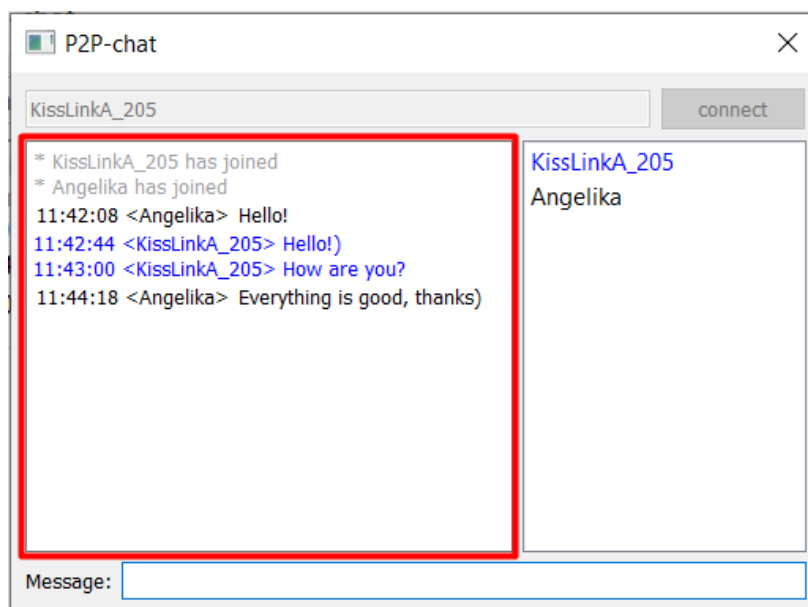 P2P-chat
KissLinkA_205
connect
* KissLinkA_205 has joined
* Angelika has joined
11:42:08 <Angelika> Hello!
11:42:44 <KissLinkA_205> Hello!)
11:43:00 <KissLinkA_205> How are you?
11:44:18 <Angelika> Everything is good, thanks)
KissLinkA_205
Angelika
Message: